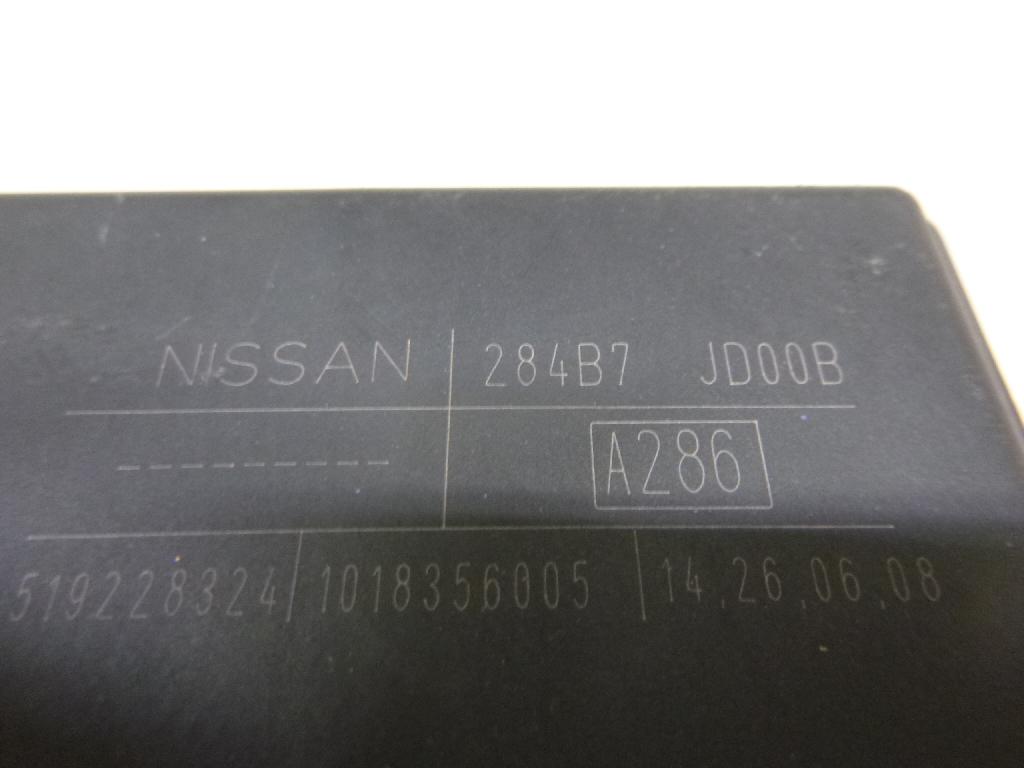 NISSAN 284B7 JD00B
---------- A286
519228324 1018356005 14.26.06.08